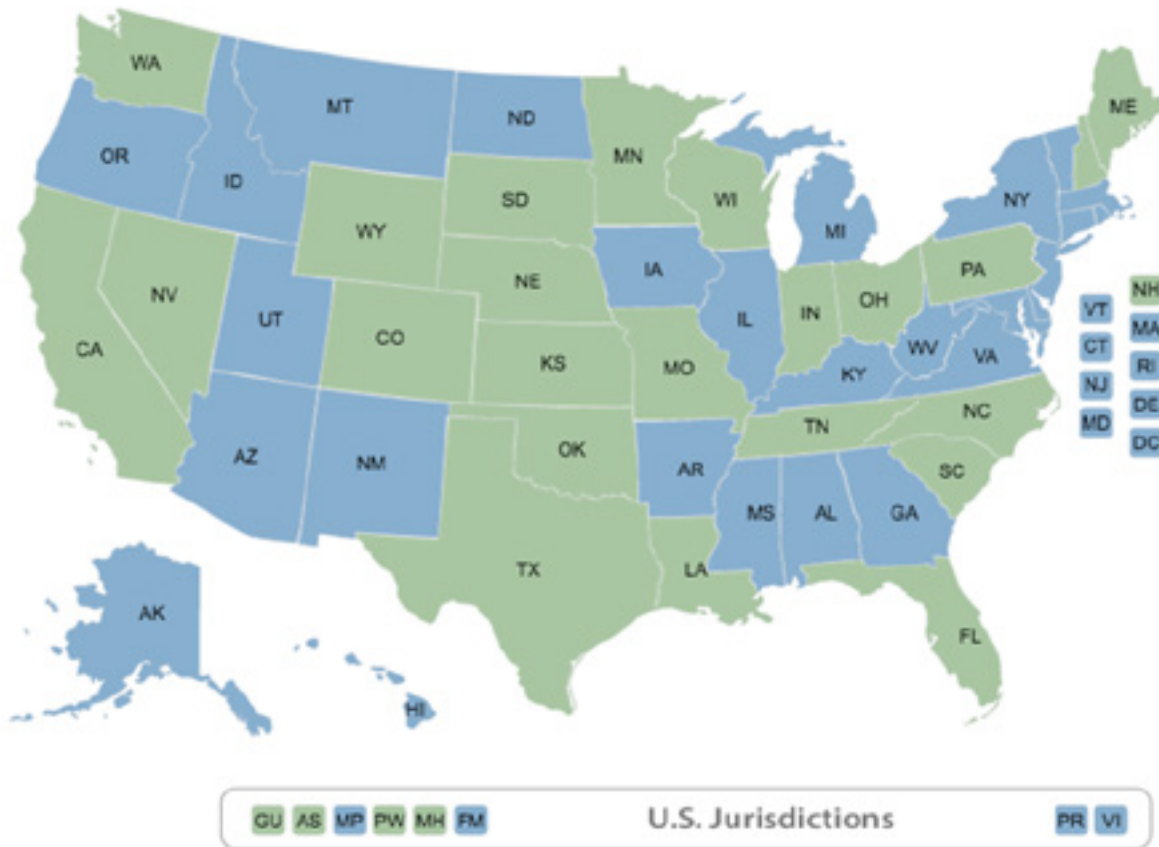 WA
MT
ND
MN
ME
OR
ID
SD
WI
NY
WY
MI
NV
NE
IA
PA
CA
UT
CO
KS
MO
IL
IN
OH
WV
VA
KY
NC
TN
AZ
NM
OK
AR
SC
MS
AL
GA
TX
LA
FL
AK
HI
NH
VT
MA
CT
RI
NJ
DE
MD
DC
GU AS MP PW MH FM U.S. Jurisdictions PR VI